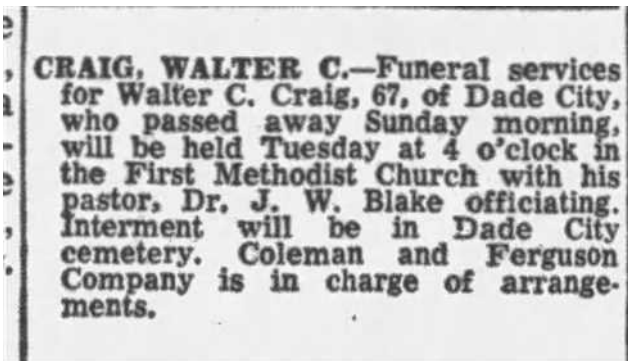 CRAIG, WALTER C.—Funeral services
for Walter C. Craig, 67, of Dade City,
who passed away Sunday morning,
will be held Tuesday at 4 o'clock in
the First Methodist Church with his
pastor, Dr. J. W. Blake officiating.
Interment will be in Dade City
cemetery. Coleman and Ferguson
Company is in charge of arrange-
ments.